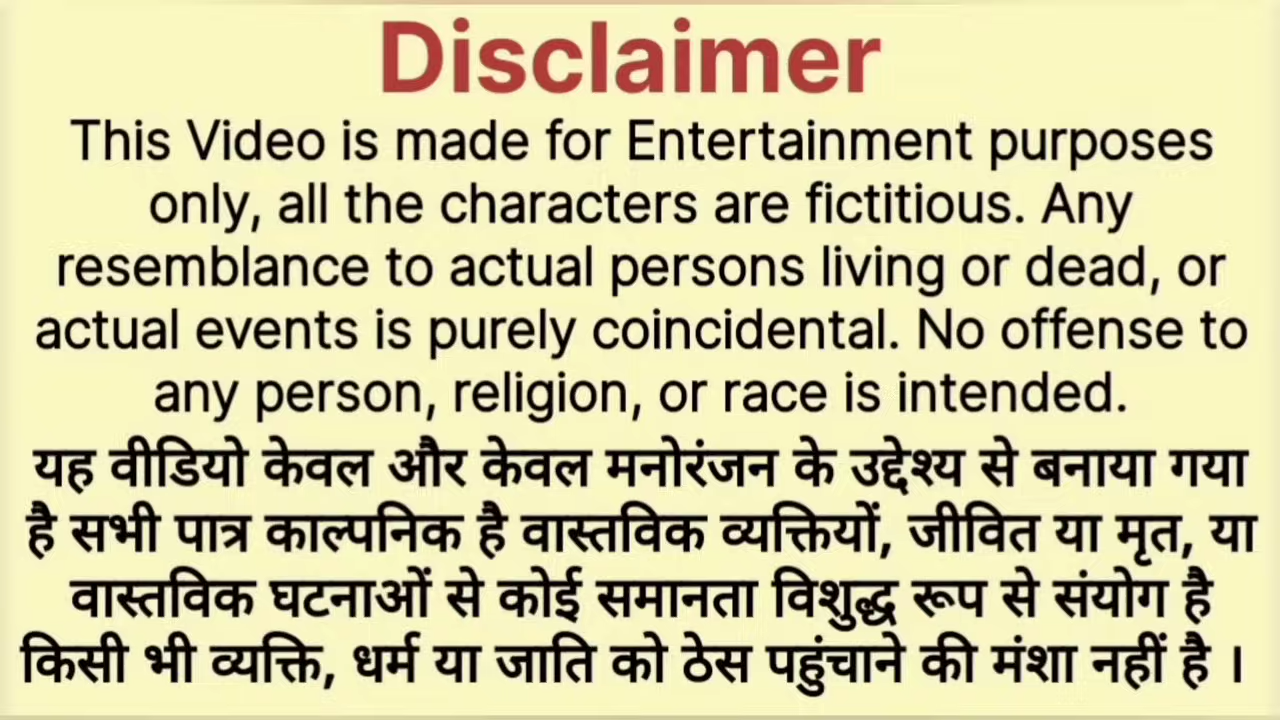 Disclaimer
This Video is made for Entertainment purposes
only, all the characters are fictitious. Any
resemblance to actual persons living or dead, or
actual events is purely coincidental. No offense to
any person, religion, or race is intended.
यह वीडियो केवल और केवल मनोरंजन के उद्देश्य से बनाया गया
है सभी पात्र काल्पनिक है वास्तविक व्यक्तियों, जीवित या मृत, या
वास्तविक घटनाओं से कोई समानता विशुद्ध रूप से संयोग है
किसी भी व्यक्ति, धर्म या जाति को ठेस पहुंचाने की मंशा नहीं है ।